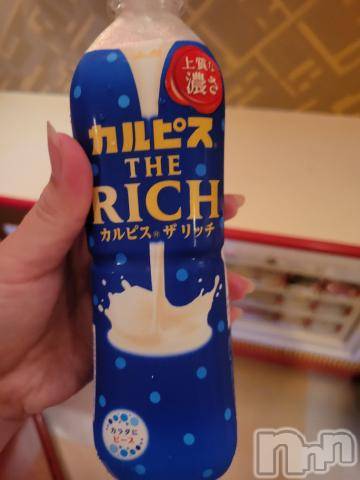 上質な
濃さ
カルピス®
THE
RICH
カルピス®ザリッチ
カラダに
ピース
nnn